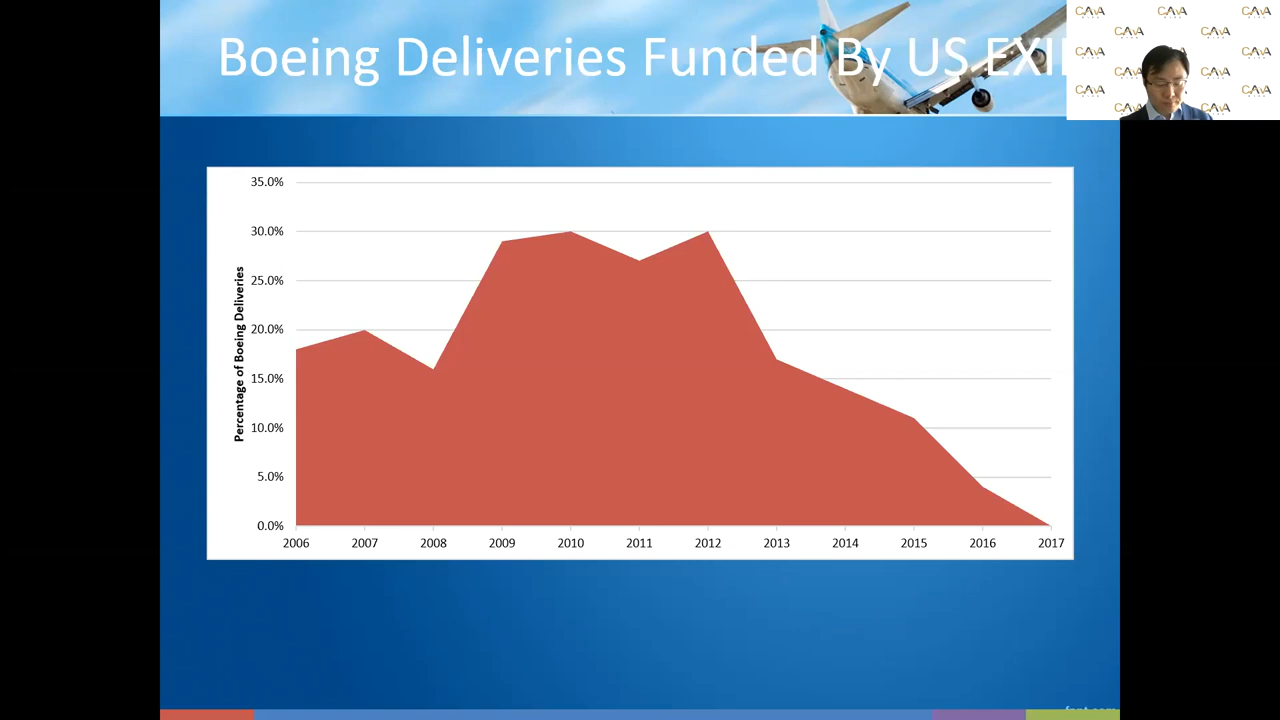 Boeing Deliveries Funded By US EXI
CAVA
35.0%
30.0%
25.0%
20.0%
15.0%
10.0%
5.0%
0.0%
Percentage of Boeing Deliveries
2006 2007 2008 2009 2010 2011 2012 2013 2014 2015 2016 2017